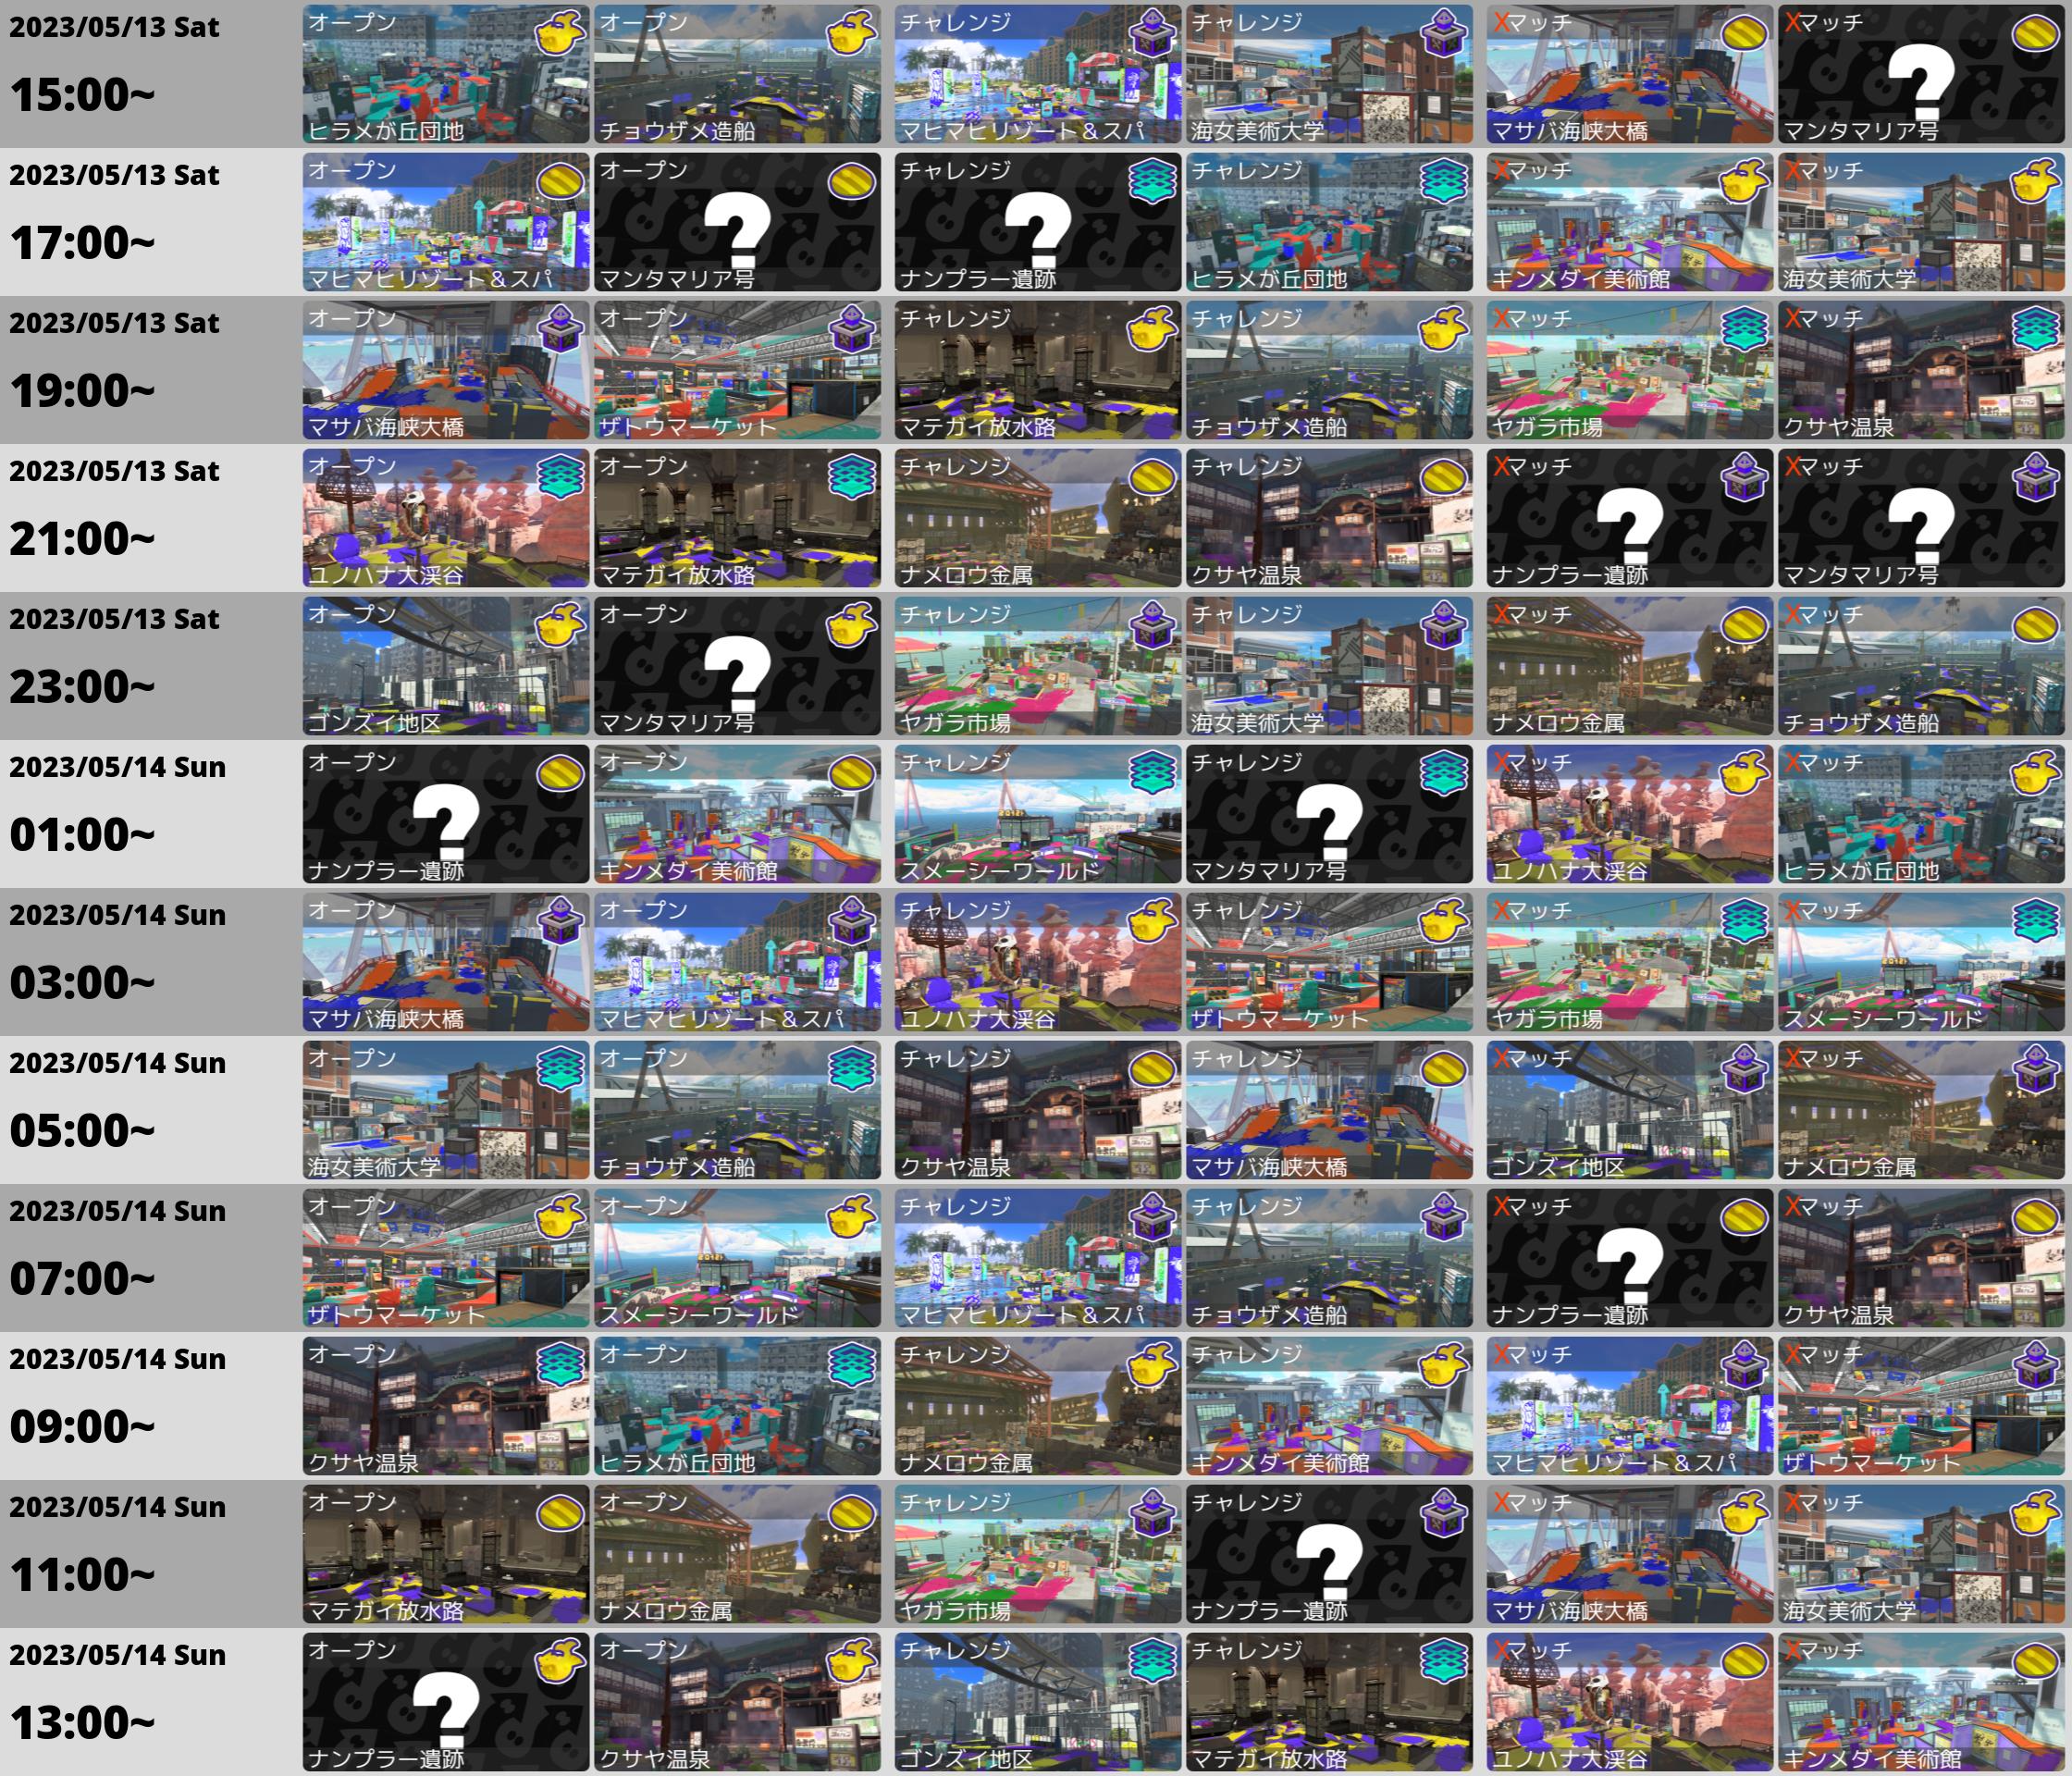 2023/05/13 Sat
15:00~
オープン オープン チャレンジ チャレンジ Xマッチ Xマッチ
ヒラメが丘団地 チョウザメ造船 マヒマヒリゾート＆スパ 海女美術大学 マサバ海峡大橋 マンタマリア号
2023/05/13 Sat
17:00~
オープン オープン チャレンジ チャレンジ Xマッチ Xマッチ
マヒマヒリゾート＆スパ マンタマリア号 ナンプラー遺跡 ヒラメが丘団地 キンメダイ美術館 海女美術大学
2023/05/13 Sat
19:00~
オープン オープン チャレンジ チャレンジ Xマッチ Xマッチ
マサバ海峡大橋 ザトウマーケット マテガイ放水路 チョウザメ造船 ヤガラ市場 クサヤ温泉
2023/05/13 Sat
21:00~
オープン オープン チャレンジ チャレンジ Xマッチ Xマッチ
ユノハナ大渓谷 マテガイ放水路 ナメロウ金属 クサヤ温泉 ナンプラー遺跡 マンタマリア号
2023/05/13 Sat
23:00~
オープン オープン チャレンジ チャレンジ Xマッチ Xマッチ
ゴンズイ地区 マンタマリア号 ヤガラ市場 海女美術大学 ナメロウ金属 チョウザメ造船
2023/05/14 Sun
01:00~
オープン オープン チャレンジ チャレンジ Xマッチ Xマッチ
ナンプラー遺跡 キンメダイ美術館 スメーシーワールド マンタマリア号 ユノハナ大渓谷 ヒラメが丘団地
2023/05/14 Sun
03:00~
オープン オープン チャレンジ チャレンジ Xマッチ Xマッチ
マサバ海峡大橋 マヒマヒリゾート＆スパ ユノハナ大渓谷 ザトウマーケット ヤガラ市場 スメーシーワールド
2023/05/14 Sun
05:00~
オープン オープン チャレンジ チャレンジ Xマッチ Xマッチ
海女美術大学 チョウザメ造船 クサヤ温泉 マサバ海峡大橋 ゴンズイ地区 ナメロウ金属
2023/05/14 Sun
07:00~
オープン オープン チャレンジ チャレンジ Xマッチ Xマッチ
ザトウマーケット スメーシーワールド マヒマヒリゾート＆スパ チョウザメ造船 ナンプラー遺跡 クサヤ温泉
2023/05/14 Sun
09:00~
オープン オープン チャレンジ チャレンジ Xマッチ Xマッチ
クサヤ温泉 ヒラメが丘団地 ナメロウ金属 キンメダイ美術館 マヒマヒリゾート＆スパ ザトウマーケット
2023/05/14 Sun
11:00~
オープン オープン チャレンジ チャレンジ Xマッチ Xマッチ
マテガイ放水路 ナメロウ金属 ヤガラ市場 ナンプラー遺跡 マサバ海峡大橋 海女美術大学
2023/05/14 Sun
13:00~
オープン オープン チャレンジ チャレンジ Xマッチ Xマッチ
ナンプラー遺跡 クサヤ温泉 ゴンズイ地区 マテガイ放水路 ユノハナ大渓谷 キンメダイ美術館